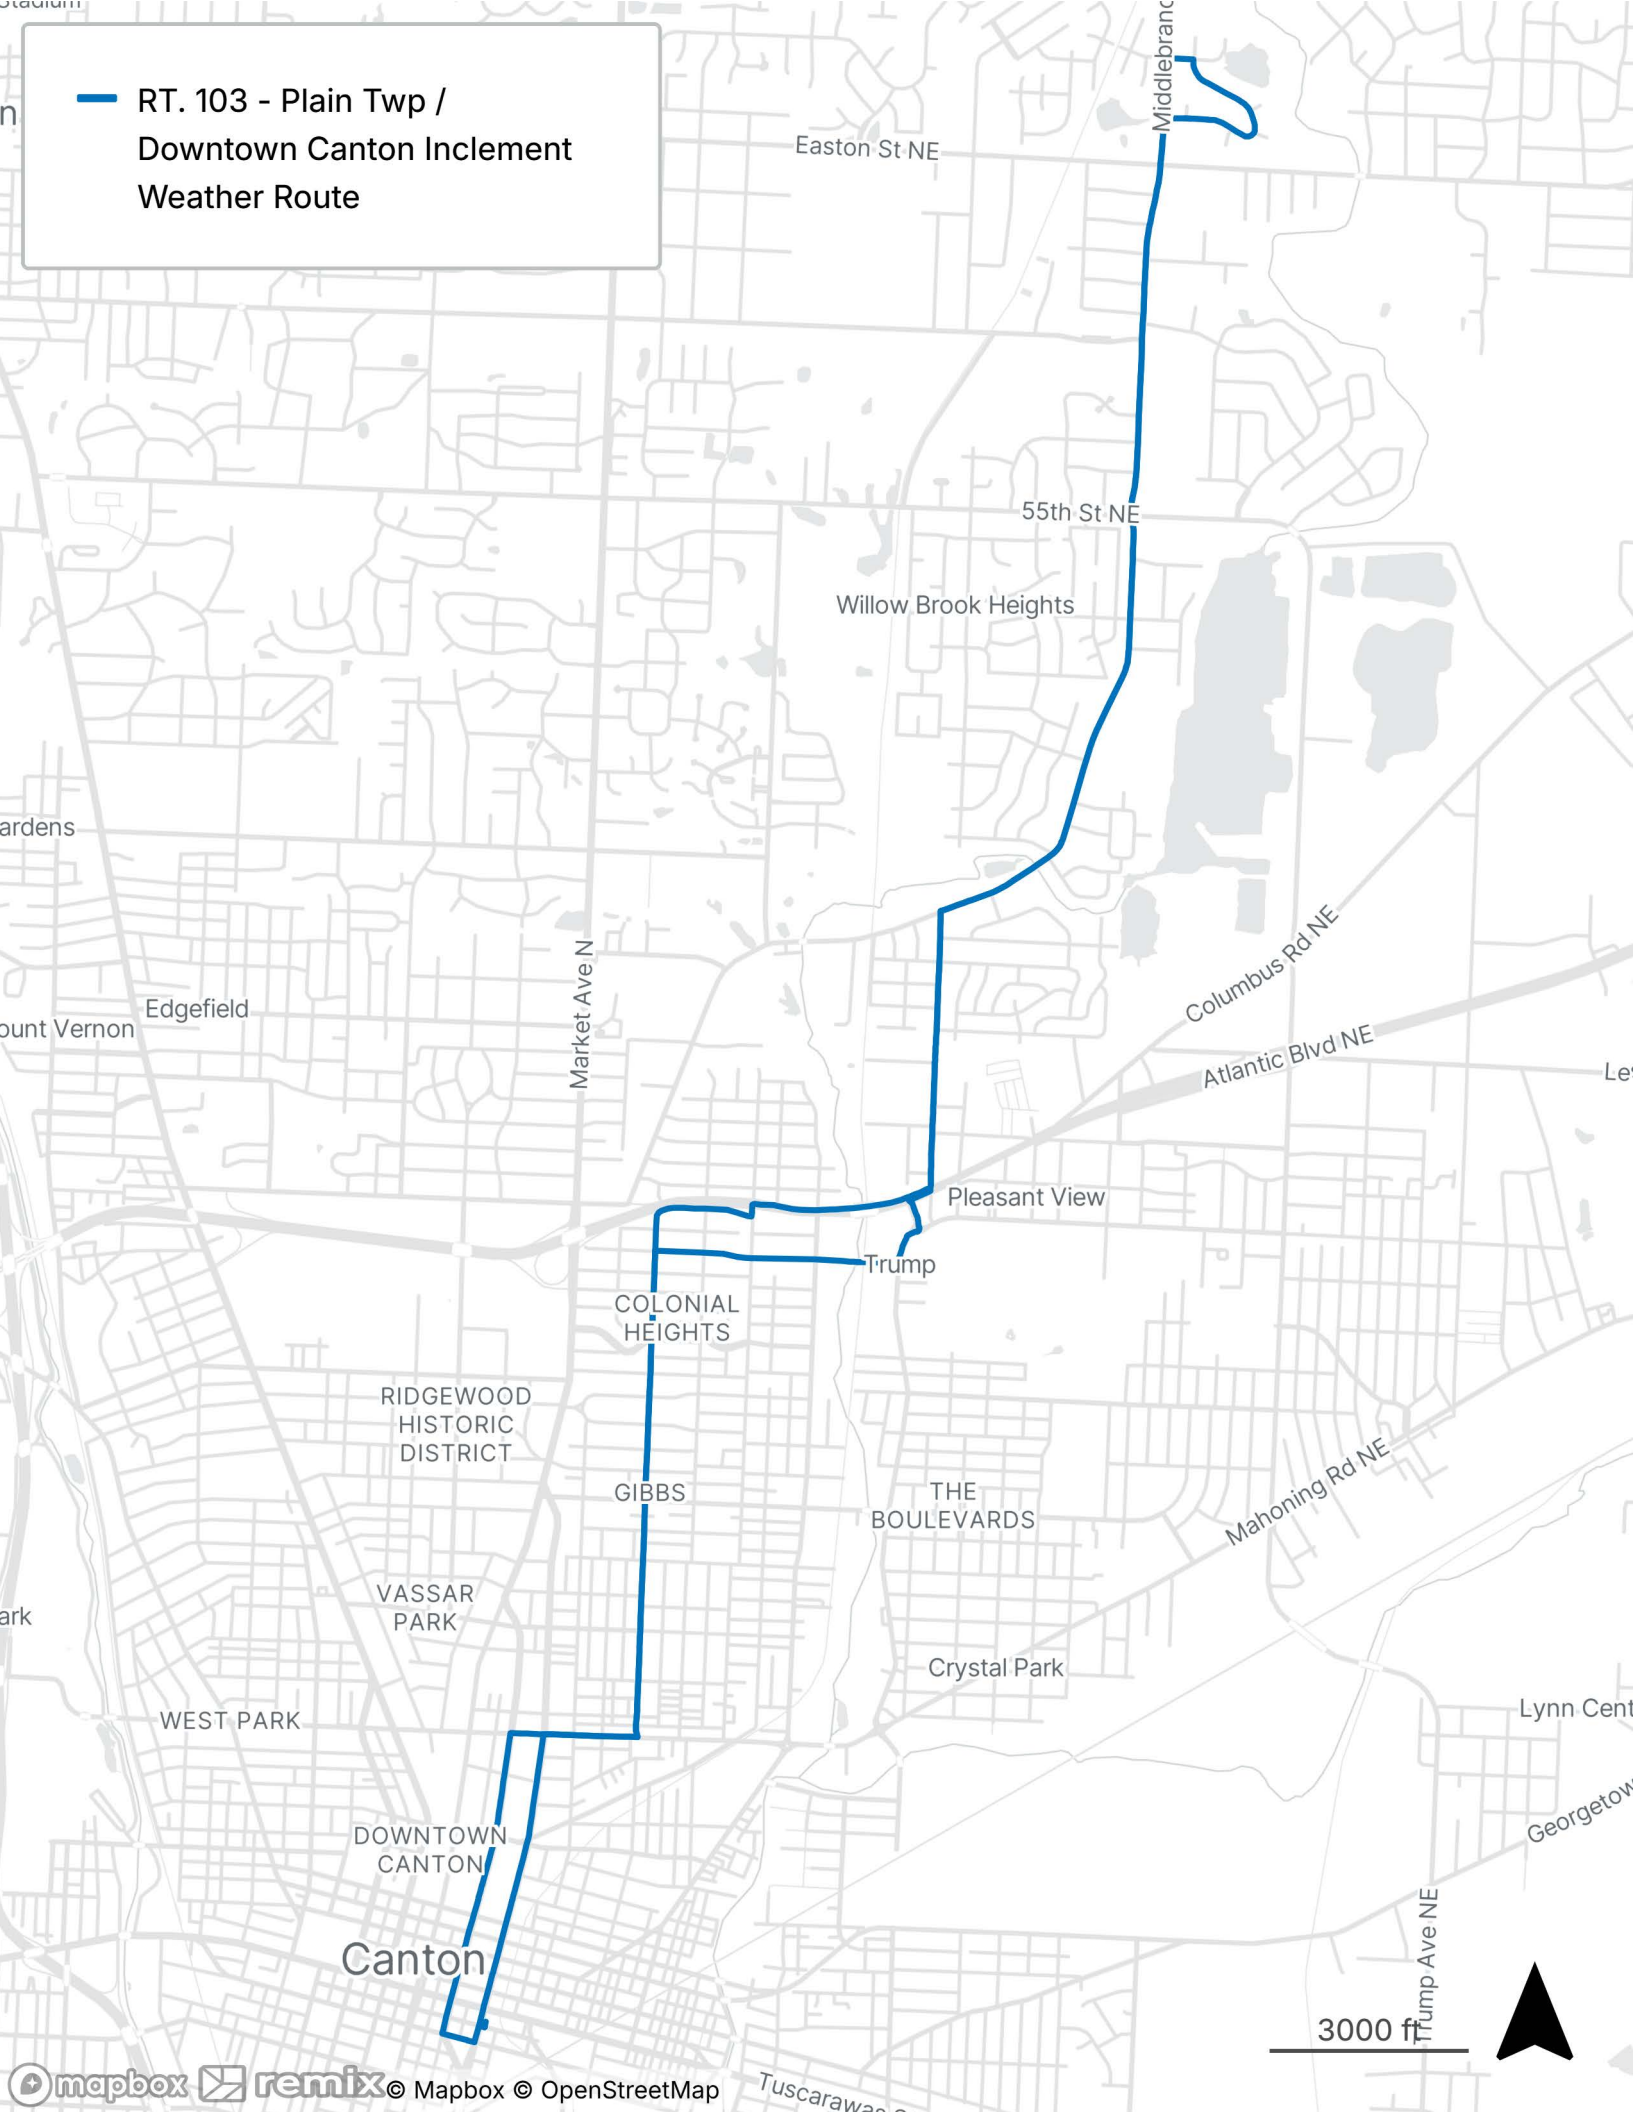 Stadium
RT. 103 - Plain Twp /
Downtown Canton Inclement
Weather Route
n
Middlebranc
Easton St NE
55th St NE
Willow Brook Heights
ardens
Columbus Rd NE
Market Ave N
Edgefield
ount Vernon
Atlantic Blvd NE
Les
Pleasant View
Trump
COLONIAL
HEIGHTS
RIDGEWOOD
HISTORIC
DISTRICT
GIBBS
THE
BOULEVARDS
Mahoning Rd NE
VASSAR
PARK
ark
Crystal Park
WEST PARK
Lynn Cent
Georgetow
DOWNTOWN
CANTON
Trump Ave NE
Canton
3000 ft
mapbox remix © Mapbox © OpenStreetMap
Tuscarawas